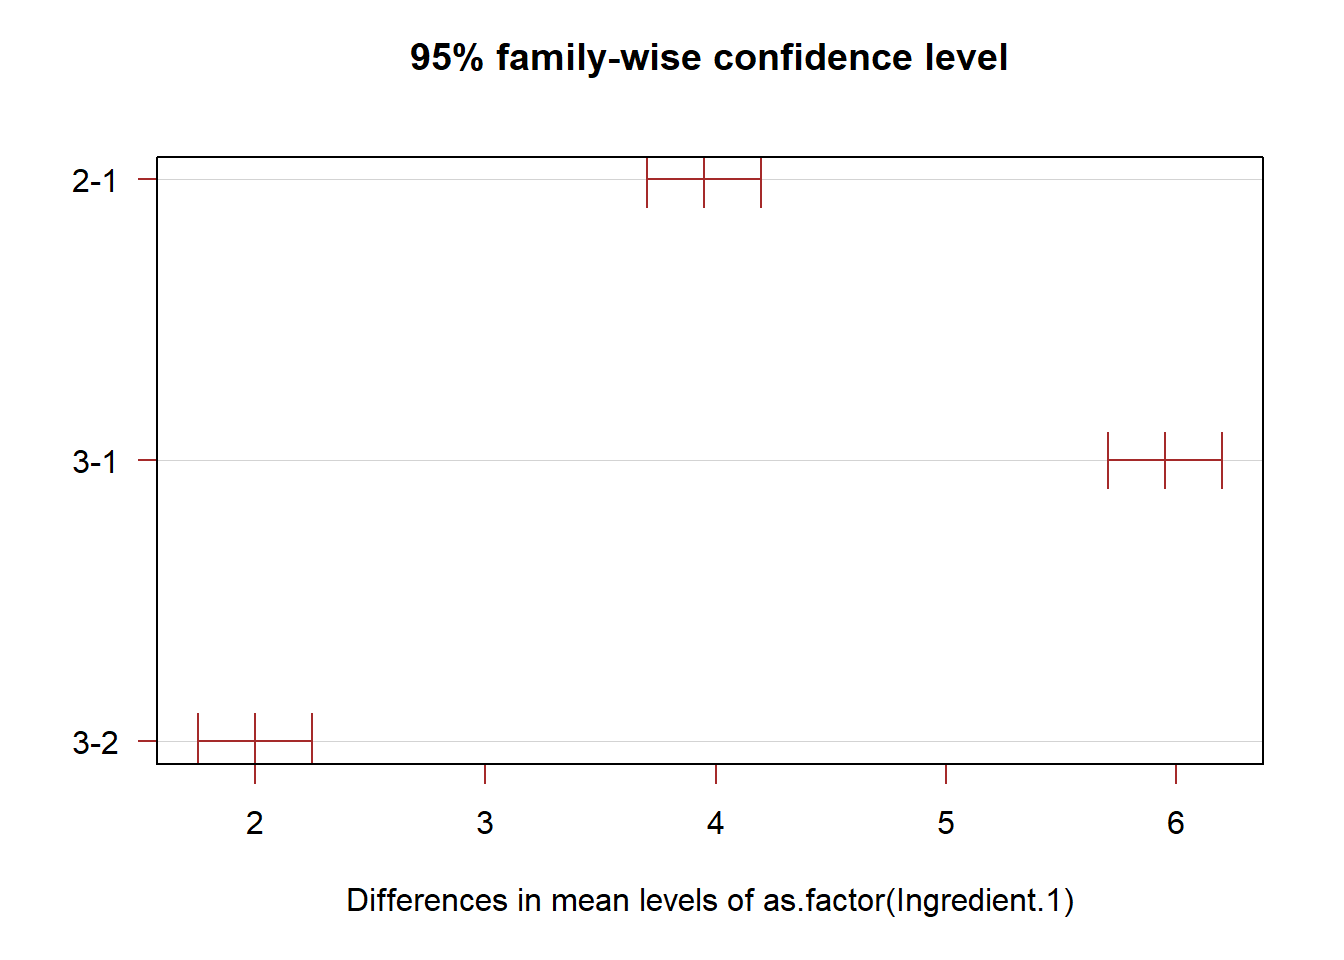 95% family-wise confidence level
2-1
3-1
3-2
2 3 4 5 6
Differences in mean levels of as.factor(Ingredient.1)